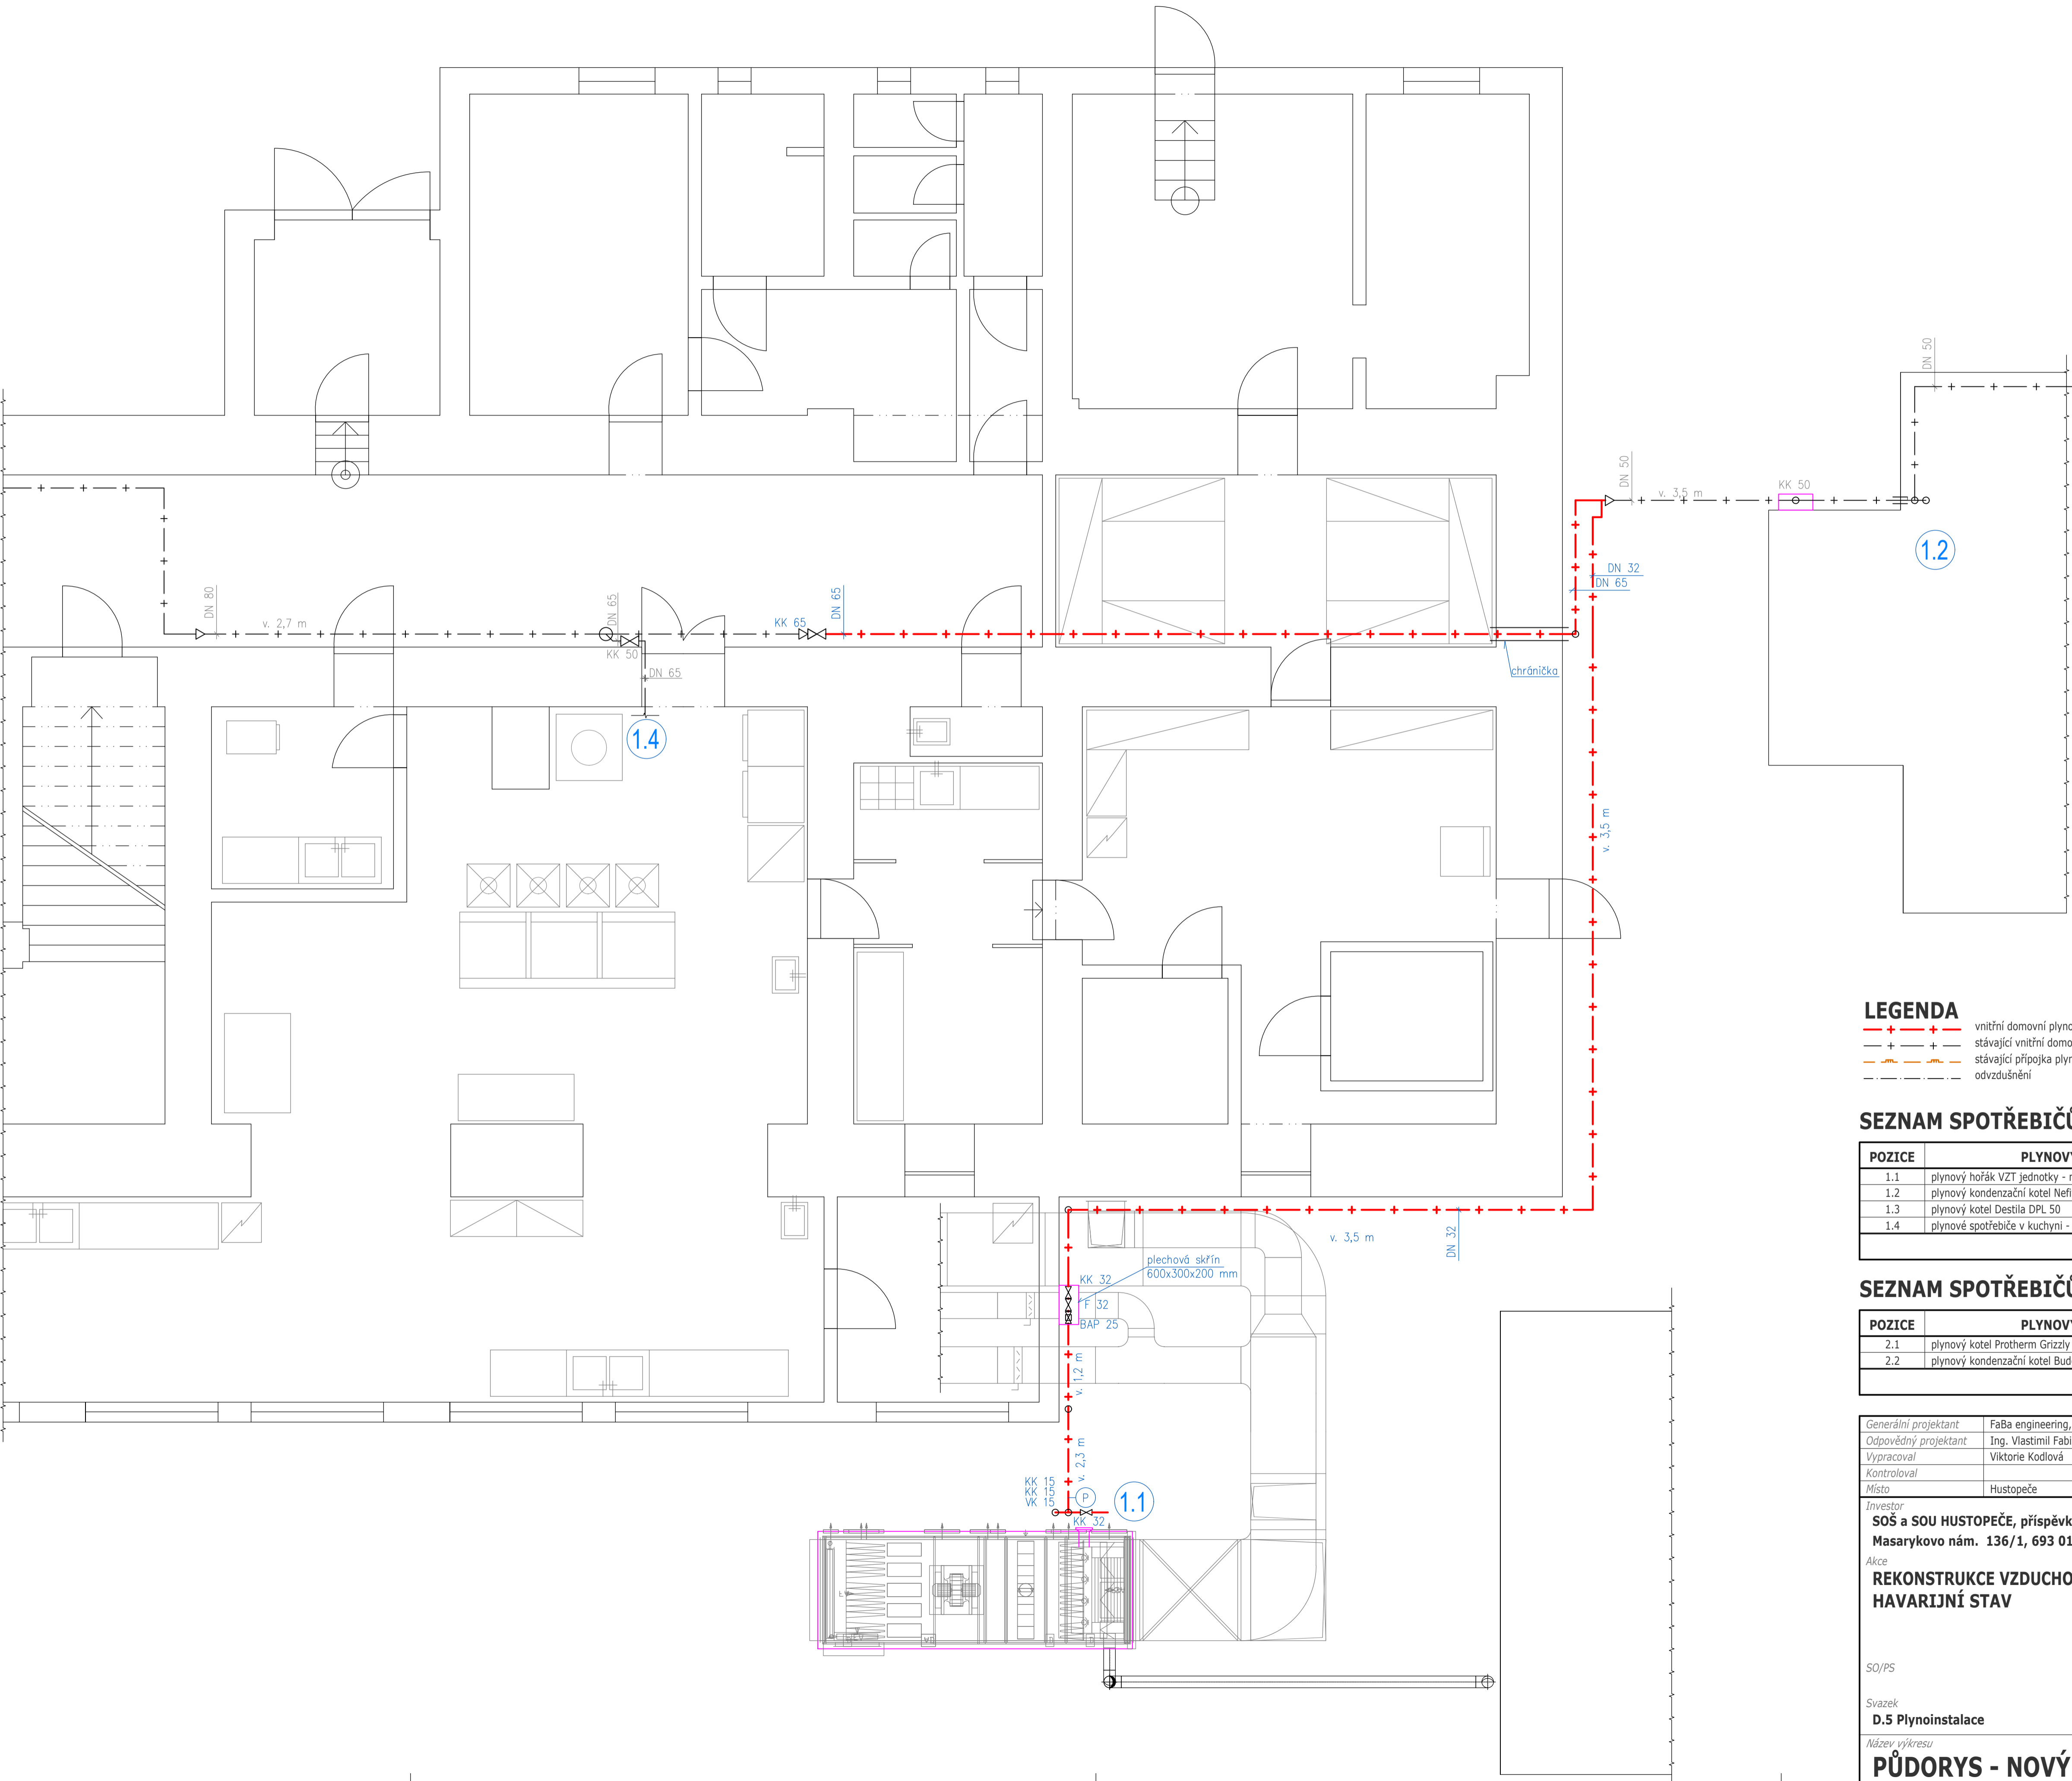 DN 50
DN 50
v. 3,5 m
KK 50
1.2
DN 32
DN 65
DN 80
v. 2,7 m
DN 65
KK 50
DN 65
KK 65
DN 65
chránička
1.4
v. 3,5 m
v. 3,5 m
DN 32
plechová skříň
600x300x200 mm
KK 32
F 32
BAP 25
v. 1,2 m
v. 2,3 m
KK 15
KK 15
VK 15
P
1.1
KK 32
LEGENDA
vnitřní domovní plyno
stávající vnitřní domo
stávající přípojka plyn
odvzdušnění
SEZNAM SPOTŘEBIČŮ
POZICE PLYNOVÝ
1.1 plynový hořák VZT jednotky - n
1.2 plynový kondenzační kotel Nefi
1.3 plynový kotel Destila DPL 50
1.4 plynové spotřebiče v kuchyni -
SEZNAM SPOTŘEBIČŮ
POZICE PLYNOVÝ
2.1 plynový kotel Protherm Grizzly
2.2 plynový kondenzační kotel Bud
Generální projektant FaBa engineering,
Odpovědný projektant Ing. Vlastimil Fabi
Vypracoval Viktorie Kodlová
Kontroloval
Místo Hustopeče
Investor
SOŠ a SOU HUSTOPEČE, příspěvk
Masarykovo nám. 136/1, 693 01
Akce
REKONSTRUKCE VZDUCHO
HAVARIJNÍ STAV
SO/PS
Svazek
D.5 Plynoinstalace
Název výkresu
PŮDORYS - NOVÝ